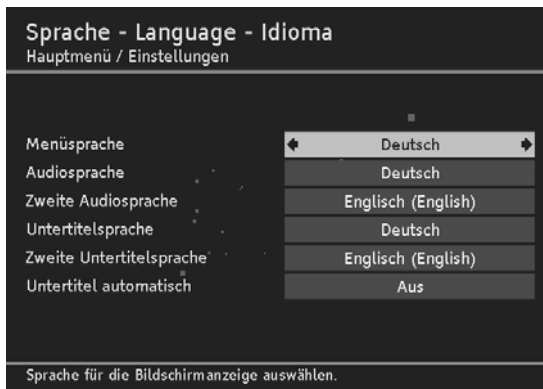 Sprache - Language - Idioma
Hauptmenü / Einstellungen
Menüsprache Deutsch
Audiosprache Deutsch
Zweite Audiosprache Englisch (English)
Untertitelsprache Deutsch
Zweite Untertitelsprache Englisch (English)
Untertitel automatisch Aus
Sprache für die Bildschirmanzeige auswählen.